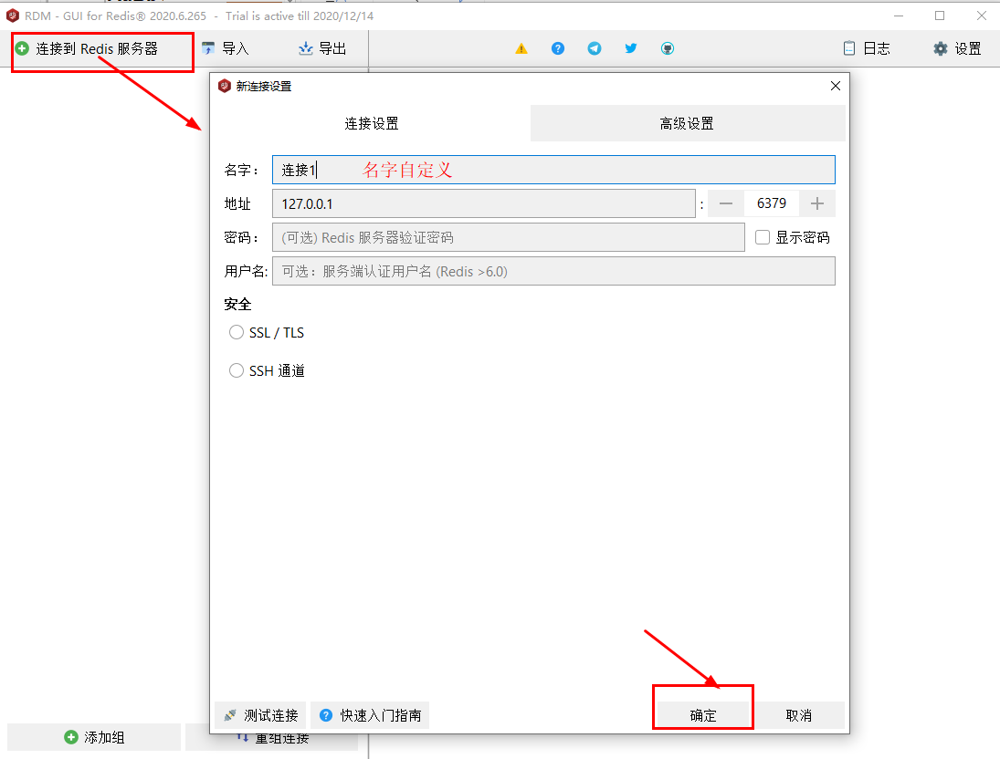 RDM - GUI for Redis® 2020.6.265 - Trial is active till 2020/12/14
连接到 Redis 服务器 导入 导出 日志 设置
新连接设置
连接设置 高级设置
名字： 连接1 名字自定义
地址 127.0.0.1 : 6379
密码： (可选) Redis 服务器验证密码 显示密码
用户名: 可选：服务端认证用户名 (Redis >6.0)
安全
SSL / TLS
SSH 通道
测试连接 快速入门指南 确定 取消
添加组 重组连接